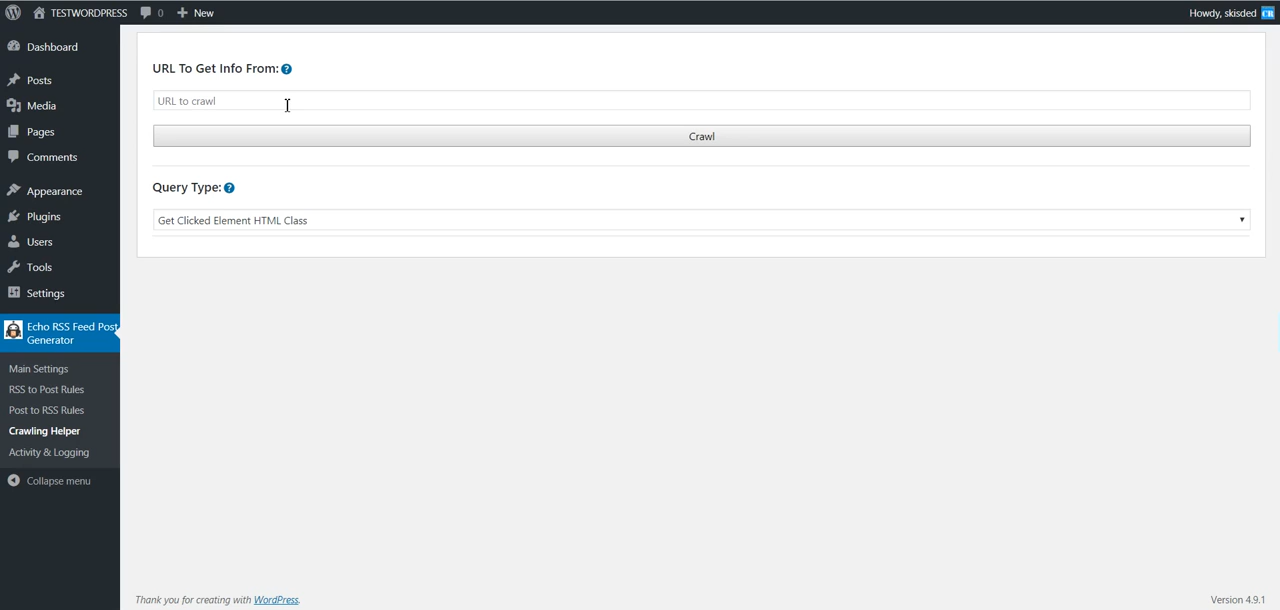 TESTWORDPRESS 0 New Howdy, skisded CR
Dashboard
Posts
Media
Pages
Comments
Appearance
Plugins
Users
Tools
Settings
Echo RSS Feed Post
Generator
Main Settings
RSS to Post Rules
Post to RSS Rules
Crawling Helper
Activity & Logging
Collapse menu
URL To Get Info From: ?
URL to crawl
Crawl
Query Type: ?
Get Clicked Element HTML Class
Thank you for creating with WordPress.
Version 4.9.1